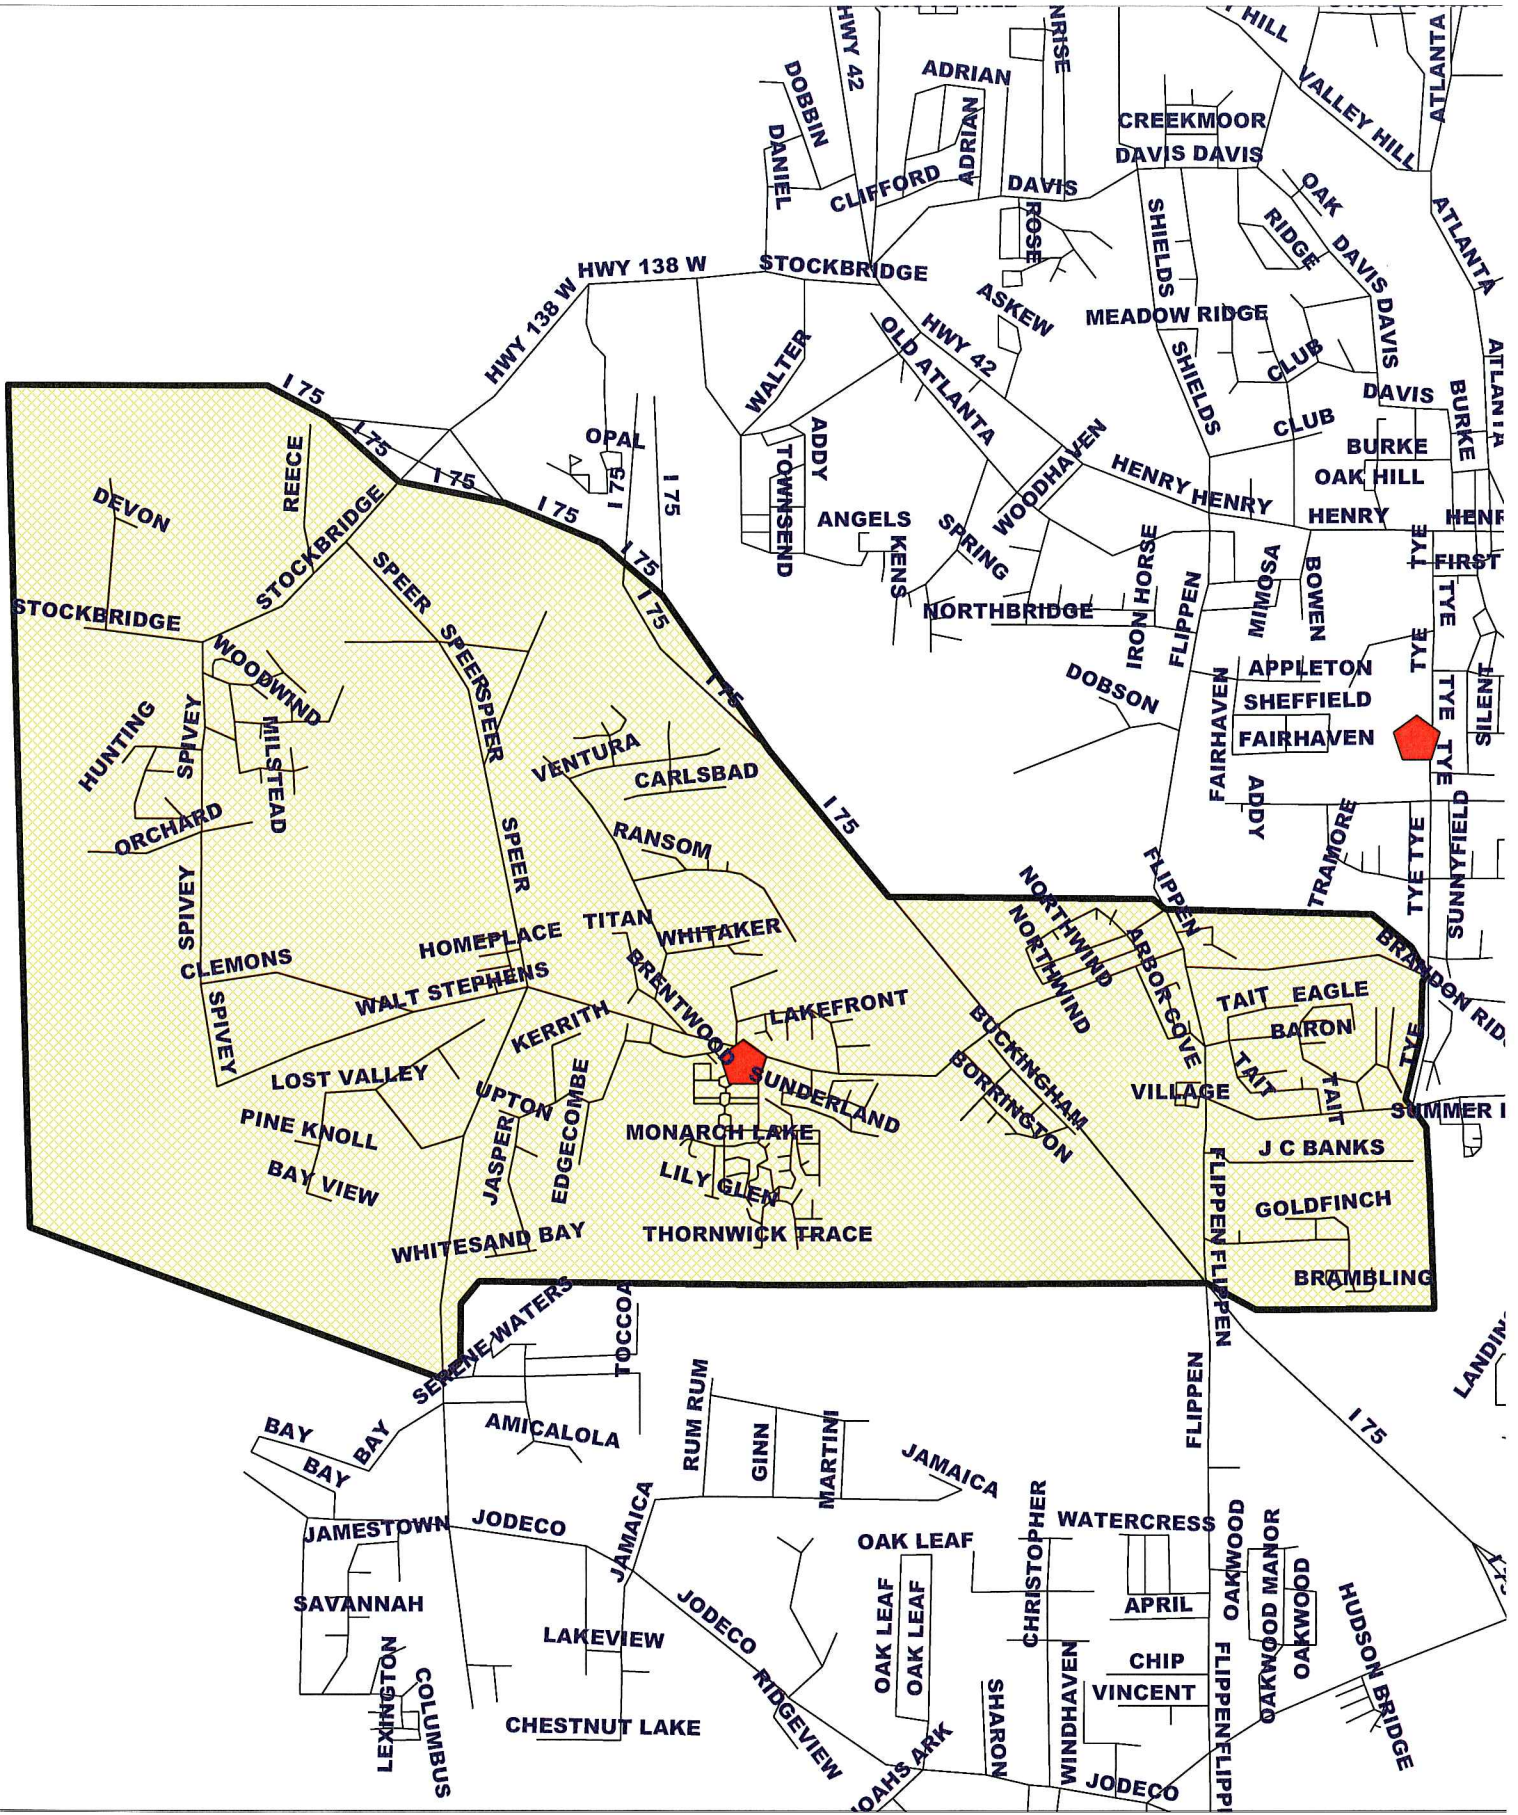 HWY 42
HILL
ATLANTA
DOBBIN
ADRIAN
VALLEY HILL
DANIEL
ADRIAN
CREEKMOOR
DAVIS DAVIS
CLIFFORD
DAVIS
OAK
ROSE
SHIELDS
RIDGE
DAVIS
ATLANTA
HWY 138 W
STOCKBRIDGE
HWY 138 W
ASKEW
MEADOW RIDGE
DAVIS
OLD ATLANTA
HWY 42
WALTER
SHIELDS
CLUB
ATLANTA
I 75
DAVIS
BURKE
I 75
REECE
OPAL
ADDY
CLUB
BURKE
I 75
I 75
I 75
TOWNSEND
WOODHAVEN
HENRY
HENRY
OAK HILL
DEVON
I 75
ANGELS
SPRING
HENRY
STOCKBRIDGE
I 75
KENS
TYE
FIRST
SPEER
I 75
NORTHBRIDGE
IRON HORSE
FLIPPEN
MIMOSA
BOWEN
TYE
STOCKBRIDGE
WOODWIND
SPEER
SPEER
I 75
DOBSON
APPLETON
TYE
TYE
SILENT
HUNTING
SPIVEY
MILSTEAD
SHEFFIELD
FAIRHAVEN
FAIRHAVEN
TYE
VENTURA
CARLSBAD
ORCHARD
RANSOM
SPEER
I 75
ADDY
TRAMORE
TYE TYE
SUNNYFIELD
SPIVEY
FLIPPEN
TITAN
WHITAKER
HOMEPLACE
NORTHWIND
NORTHWIND
ARBOR COVE
CLEMONS
WALT STEPHENS
BRENTWOOD
LAKEFRONT
TAIT
EAGLE
SPIVEY
KERRITH
BUCKINGHAM
BARON
TYE
LOST VALLEY
UPTON
EDGECOMBE
SUNDERLAND
BORRINGTON
VILLAGE
TAIT
TAIT
PINE KNOLL
MONARCH LAKE
BAY VIEW
JASPER
LILY GLEN
J C BANKS
FLIPPEN
GOLDFINCH
WHITESAND BAY
THORNWICK TRACE
FLIPPEN
BRAMBLING
SERENE WATERS
TOCCOA
FLIPPEN
BAY
BAY
BAY
AMICALOLA
RUM RUM
GINN
MARTINI
JAMAICA
I 75
JAMESTOWN
JODECO
JAMAICA
OAK LEAF
CHRISTOPHER
WATERCRESS
OAKWOOD
OAKWOOD MANOR
OAKWOOD
SAVANNAH
OAK LEAF
OAK LEAF
APRIL
HUDSON BRIDGE
JODECO
LAKEVIEW
CHIP
LEXINGTON
COLUMBUS
RIDGEVIEW
SHARON
WINDHAVEN
VINCENT
FLIPPEN
CHESTNUT LAKE
JODECO